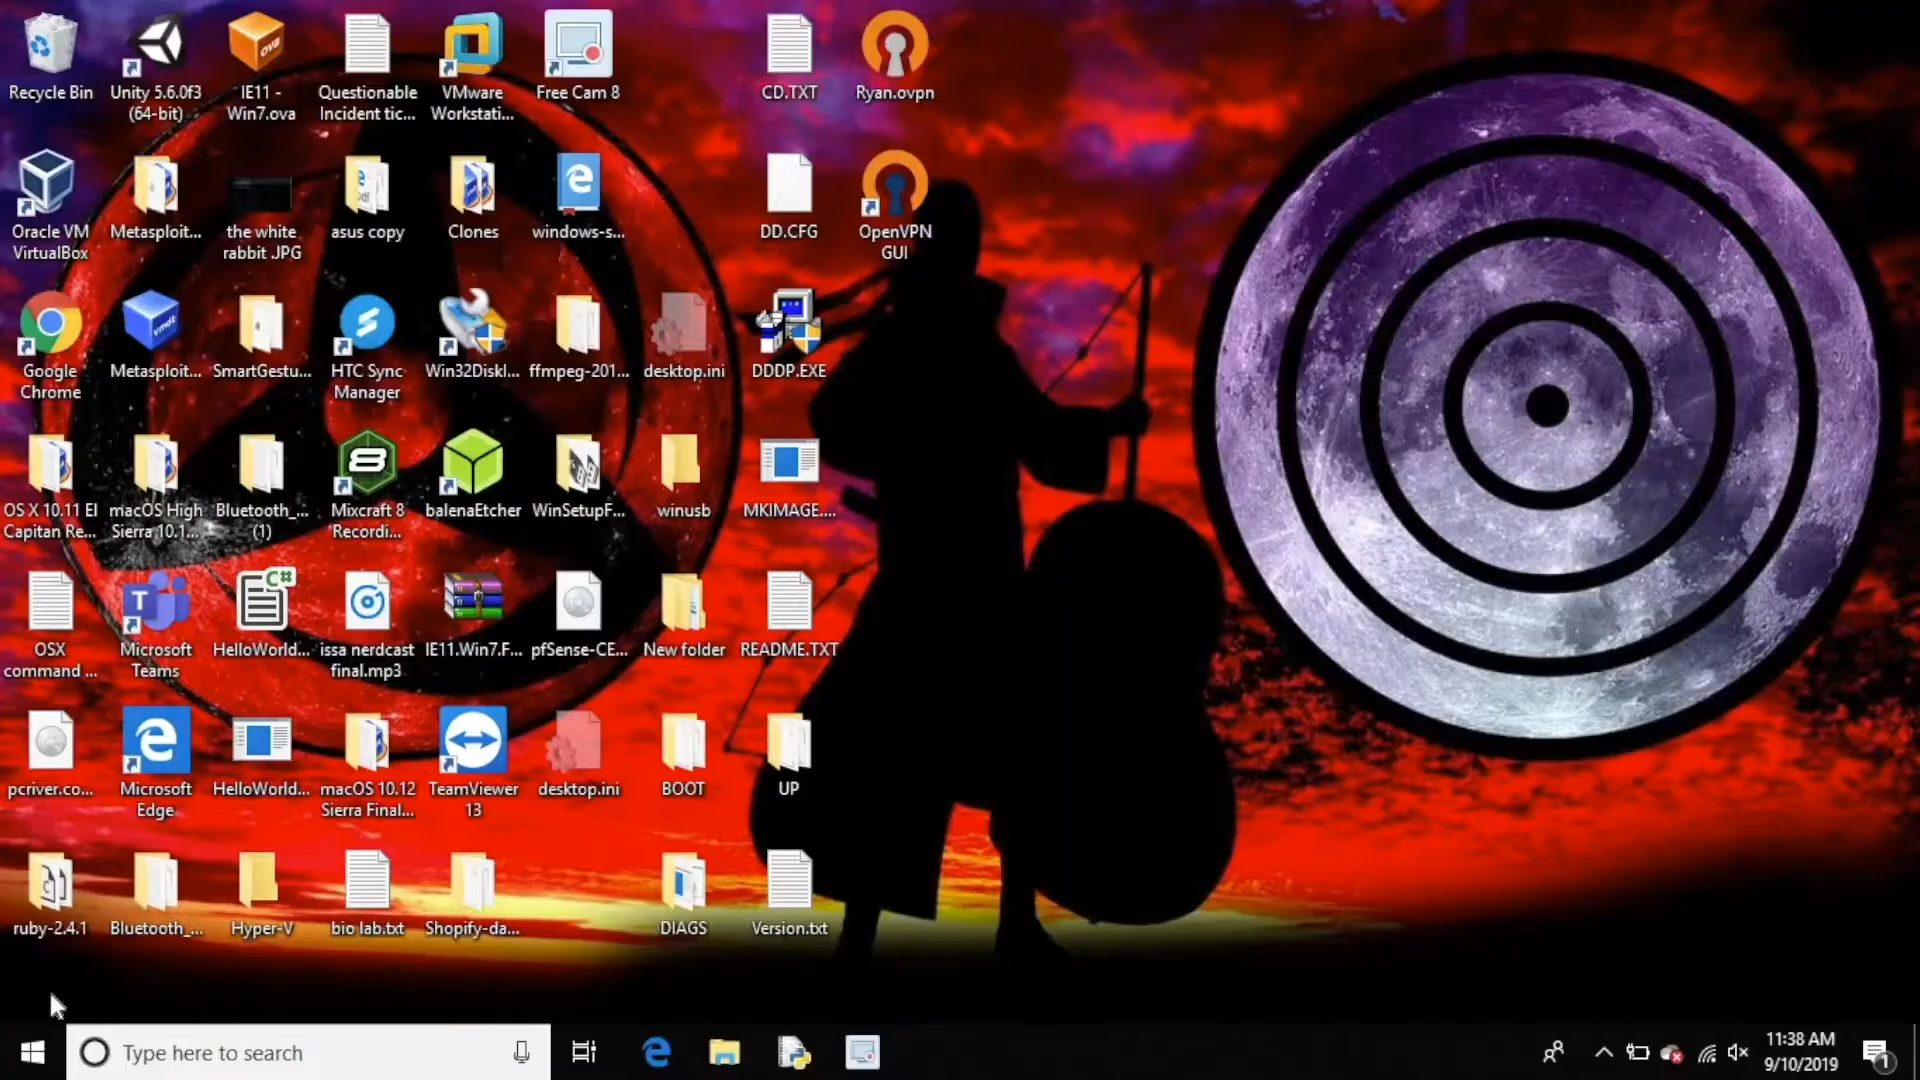 Recycle Bin
Unity 5.6.0f3
(64-bit)
IE11 -
Win7.ova
Questionable
Incident tic...
VMware
Workstati...
Free Cam 8
CD.TXT
Ryan.ovpn
Oracle VM
VirtualBox
Metasploit...
the white
rabbit .JPG
asus copy
Clones
windows-s...
DD.CFG
OpenVPN
GUI
Google
Chrome
Metasploit...
SmartGestu...
HTC Sync
Manager
Win32DiskI...
ffmpeg-201...
desktop.ini
DDDP.EXE
OS X 10.11 El
Capitan Re...
macOS High
Sierra 10.1...
Bluetooth_...
(1)
Mixcraft 8
Recordi...
balenaEtcher
WinSetupF...
winusb
MKIMAGE....
OSX
command ...
Microsoft
Teams
HelloWorld...
issa nerdcast
final.mp3
IE11.Win7.F...
pfSense-CE...
New folder
README.TXT
pcriver.co...
Microsoft
Edge
HelloWorld...
macOS 10.12
Sierra Final...
TeamViewer
13
desktop.ini
BOOT
UP
ruby-2.4.1
Bluetooth_...
Hyper-V
bio lab.txt
Shopify-da...
DIAGS
Version.txt
Type here to search
11:38 AM
9/10/2019
1